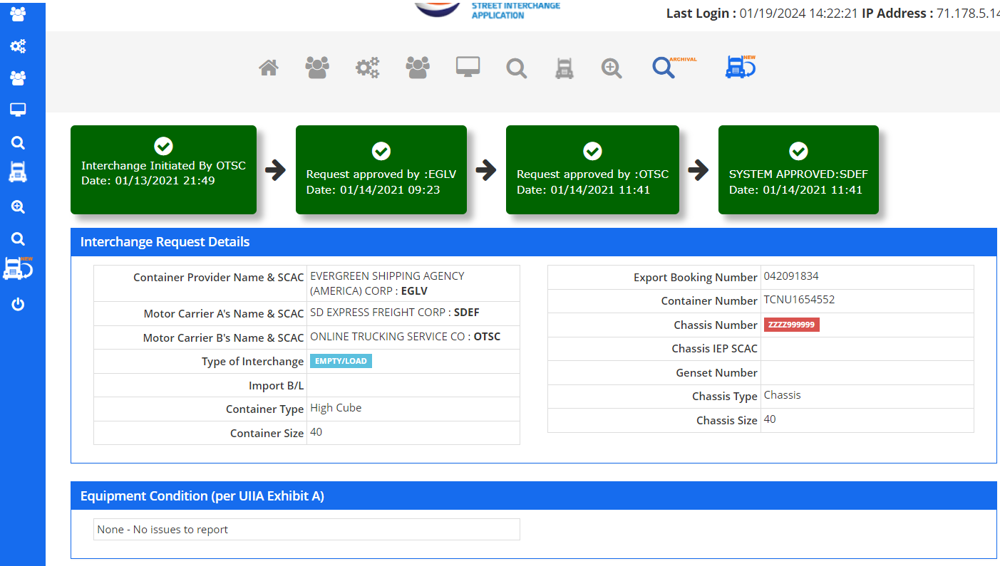 STREET INTERCHANGE
APPLICATION
Last Login : 01/19/2024 14:22:21 IP Address : 71.178.5.14
ARCHIVAL
NEW
NEW
Interchange Initiated By OTSC
Date: 01/13/2021 21:49
Request approved by :EGLV
Date: 01/14/2021 09:23
Request approved by :OTSC
Date: 01/14/2021 11:41
SYSTEM APPROVED:SDEF
Date: 01/14/2021 11:41
Interchange Request Details
Container Provider Name & SCAC EVERGREEN SHIPPING AGENCY
(AMERICA) CORP : EGLV
Motor Carrier A's Name & SCAC SD EXPRESS FREIGHT CORP : SDEF
Motor Carrier B's Name & SCAC ONLINE TRUCKING SERVICE CO : OTSC
Type of Interchange EMPTY/LOAD
Import B/L
Container Type High Cube
Container Size 40
Export Booking Number 042091834
Container Number TCNU1654552
Chassis Number ZZZZ999999
Chassis IEP SCAC
Genset Number
Chassis Type Chassis
Chassis Size 40
Equipment Condition (per UIIA Exhibit A)
None - No issues to report